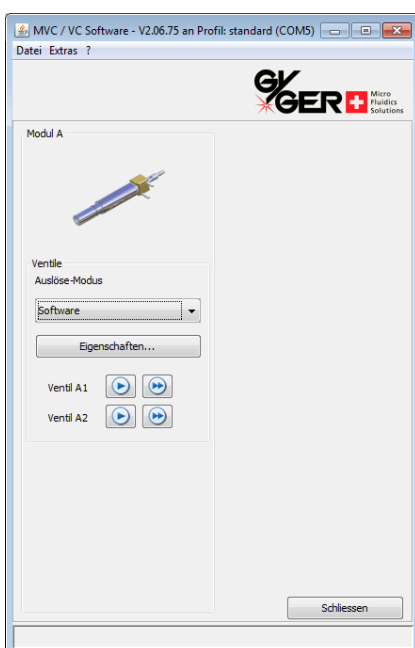 MVC / VC Software - V2.06.75 an Profil: standard (COM5)
Datei Extras ?
GYGER
Micro
Fluidics
Solutions
Modul A
Ventile
Auslöse-Modus
Software
Eigenschaften...
Ventil A1
Ventil A2
Schliessen